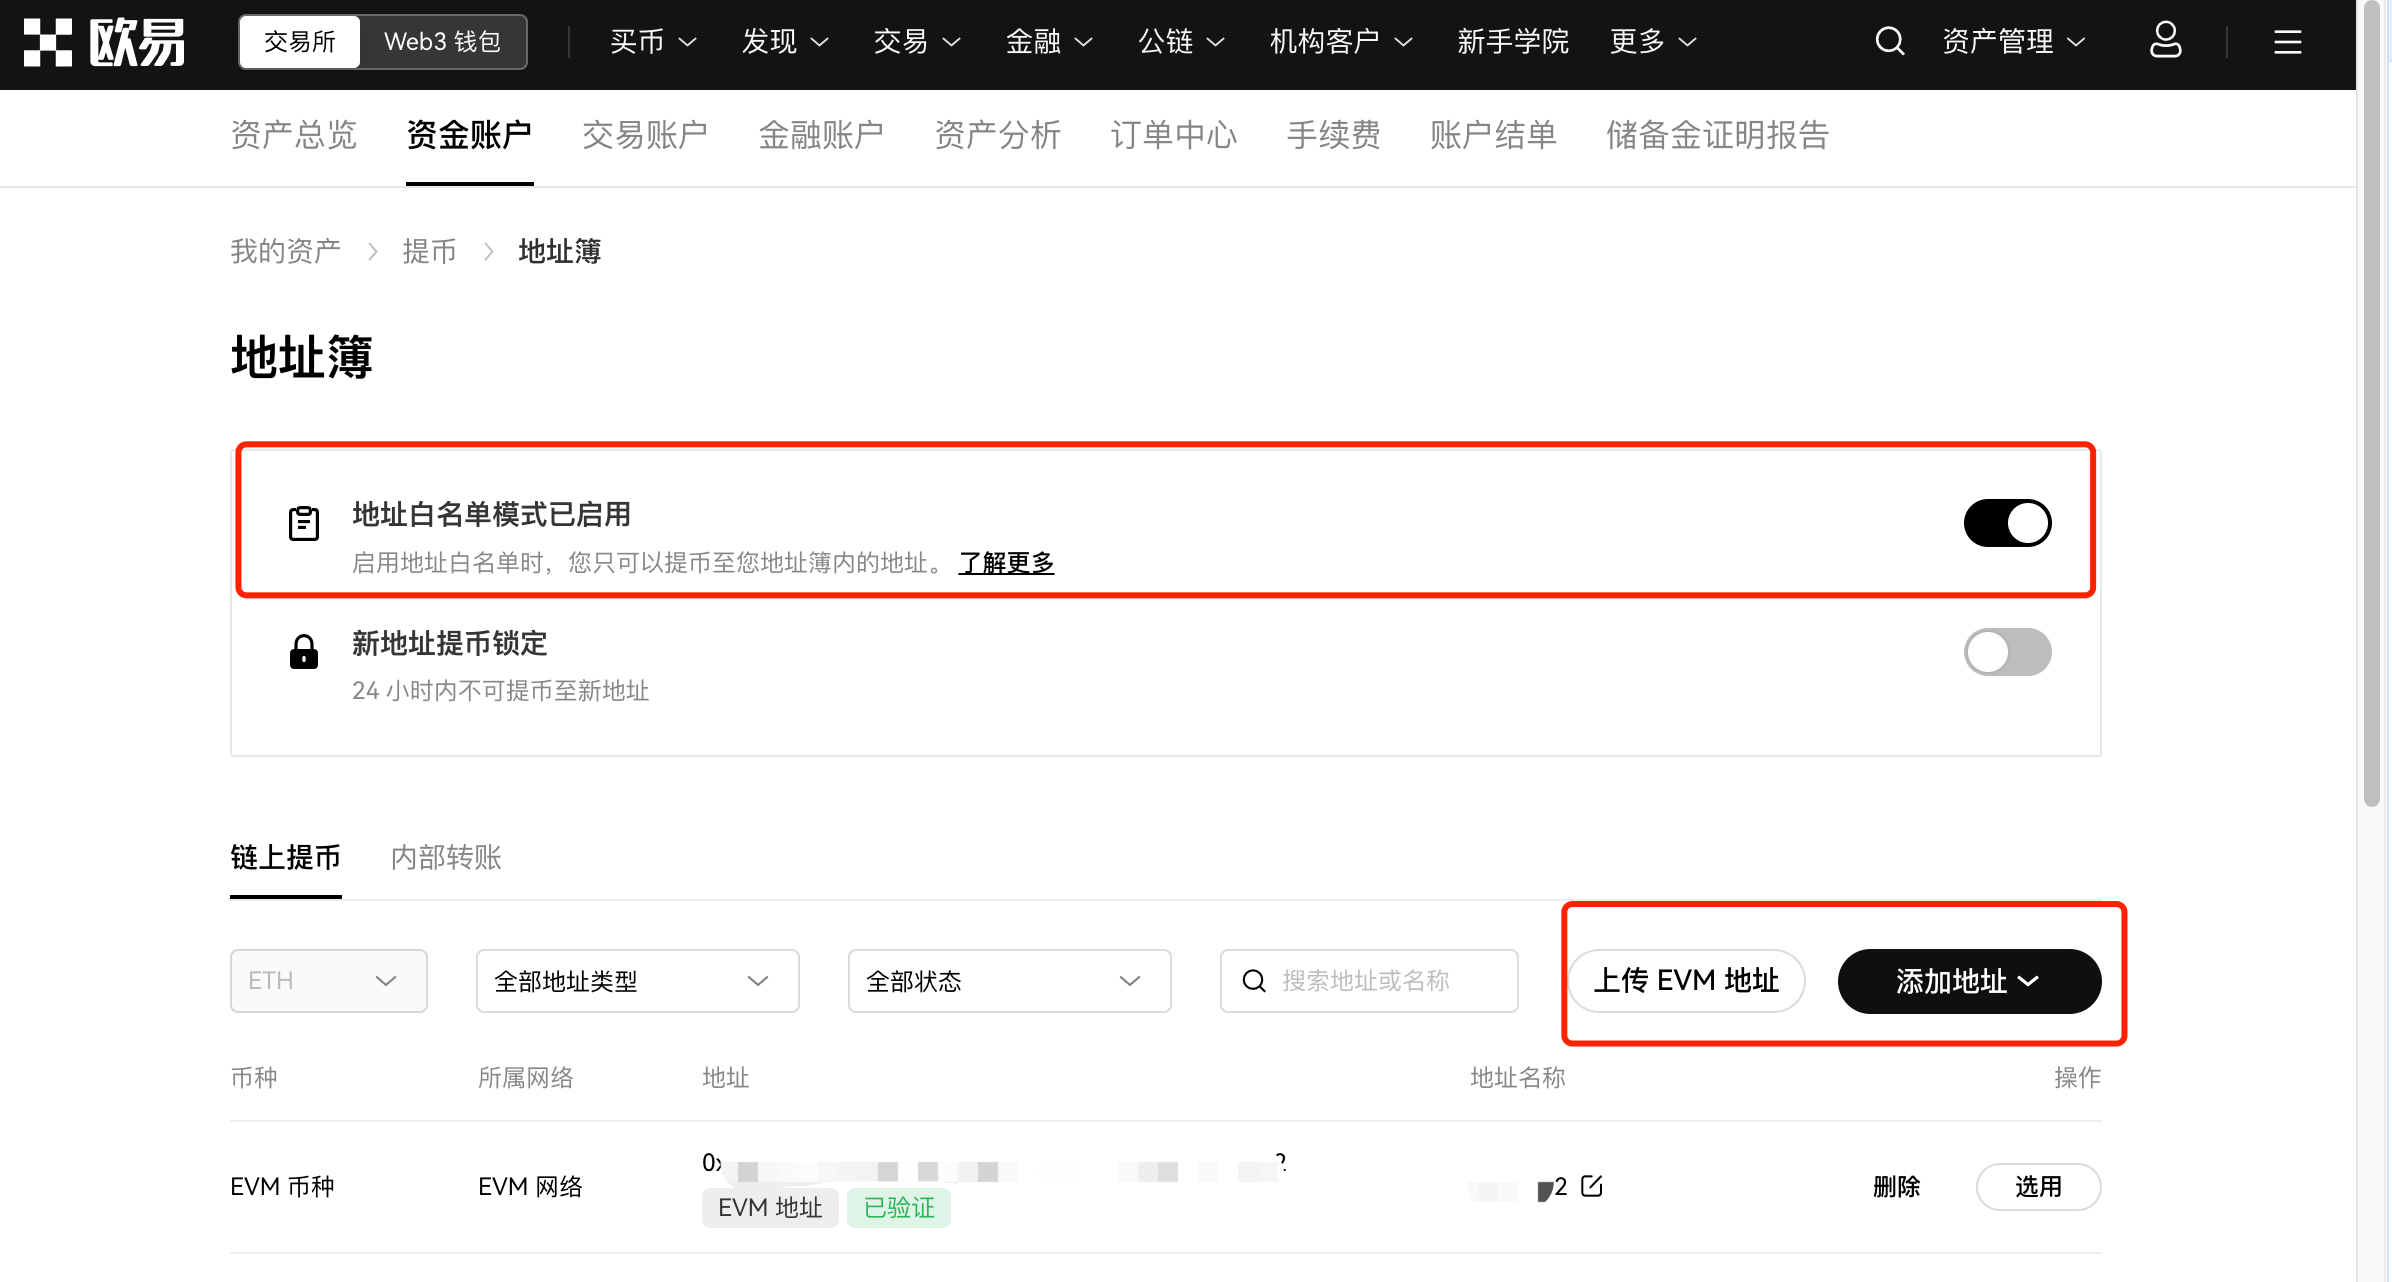 欧易 交易所 Web3 钱包 买币 发现 交易 金融 公链 机构客户 新手学院 更多 资产管理
资产总览 资金账户 交易账户 金融账户 资产分析 订单中心 手续费 账户结单 储备金证明报告
我的资产 提币 地址簿
地址簿
地址白名单模式已启用
启用地址白名单时，您只可以提币至您地址簿内的地址。 了解更多
新地址提币锁定
24 小时内不可提币至新地址
链上提币 内部转账
ETH 全部地址类型 全部状态 搜索地址或名称 上传 EVM 地址 添加地址
币种 所属网络 地址 地址名称 操作
0x 2
EVM 币种 EVM 网络 2 删除 选用
EVM 地址 已验证